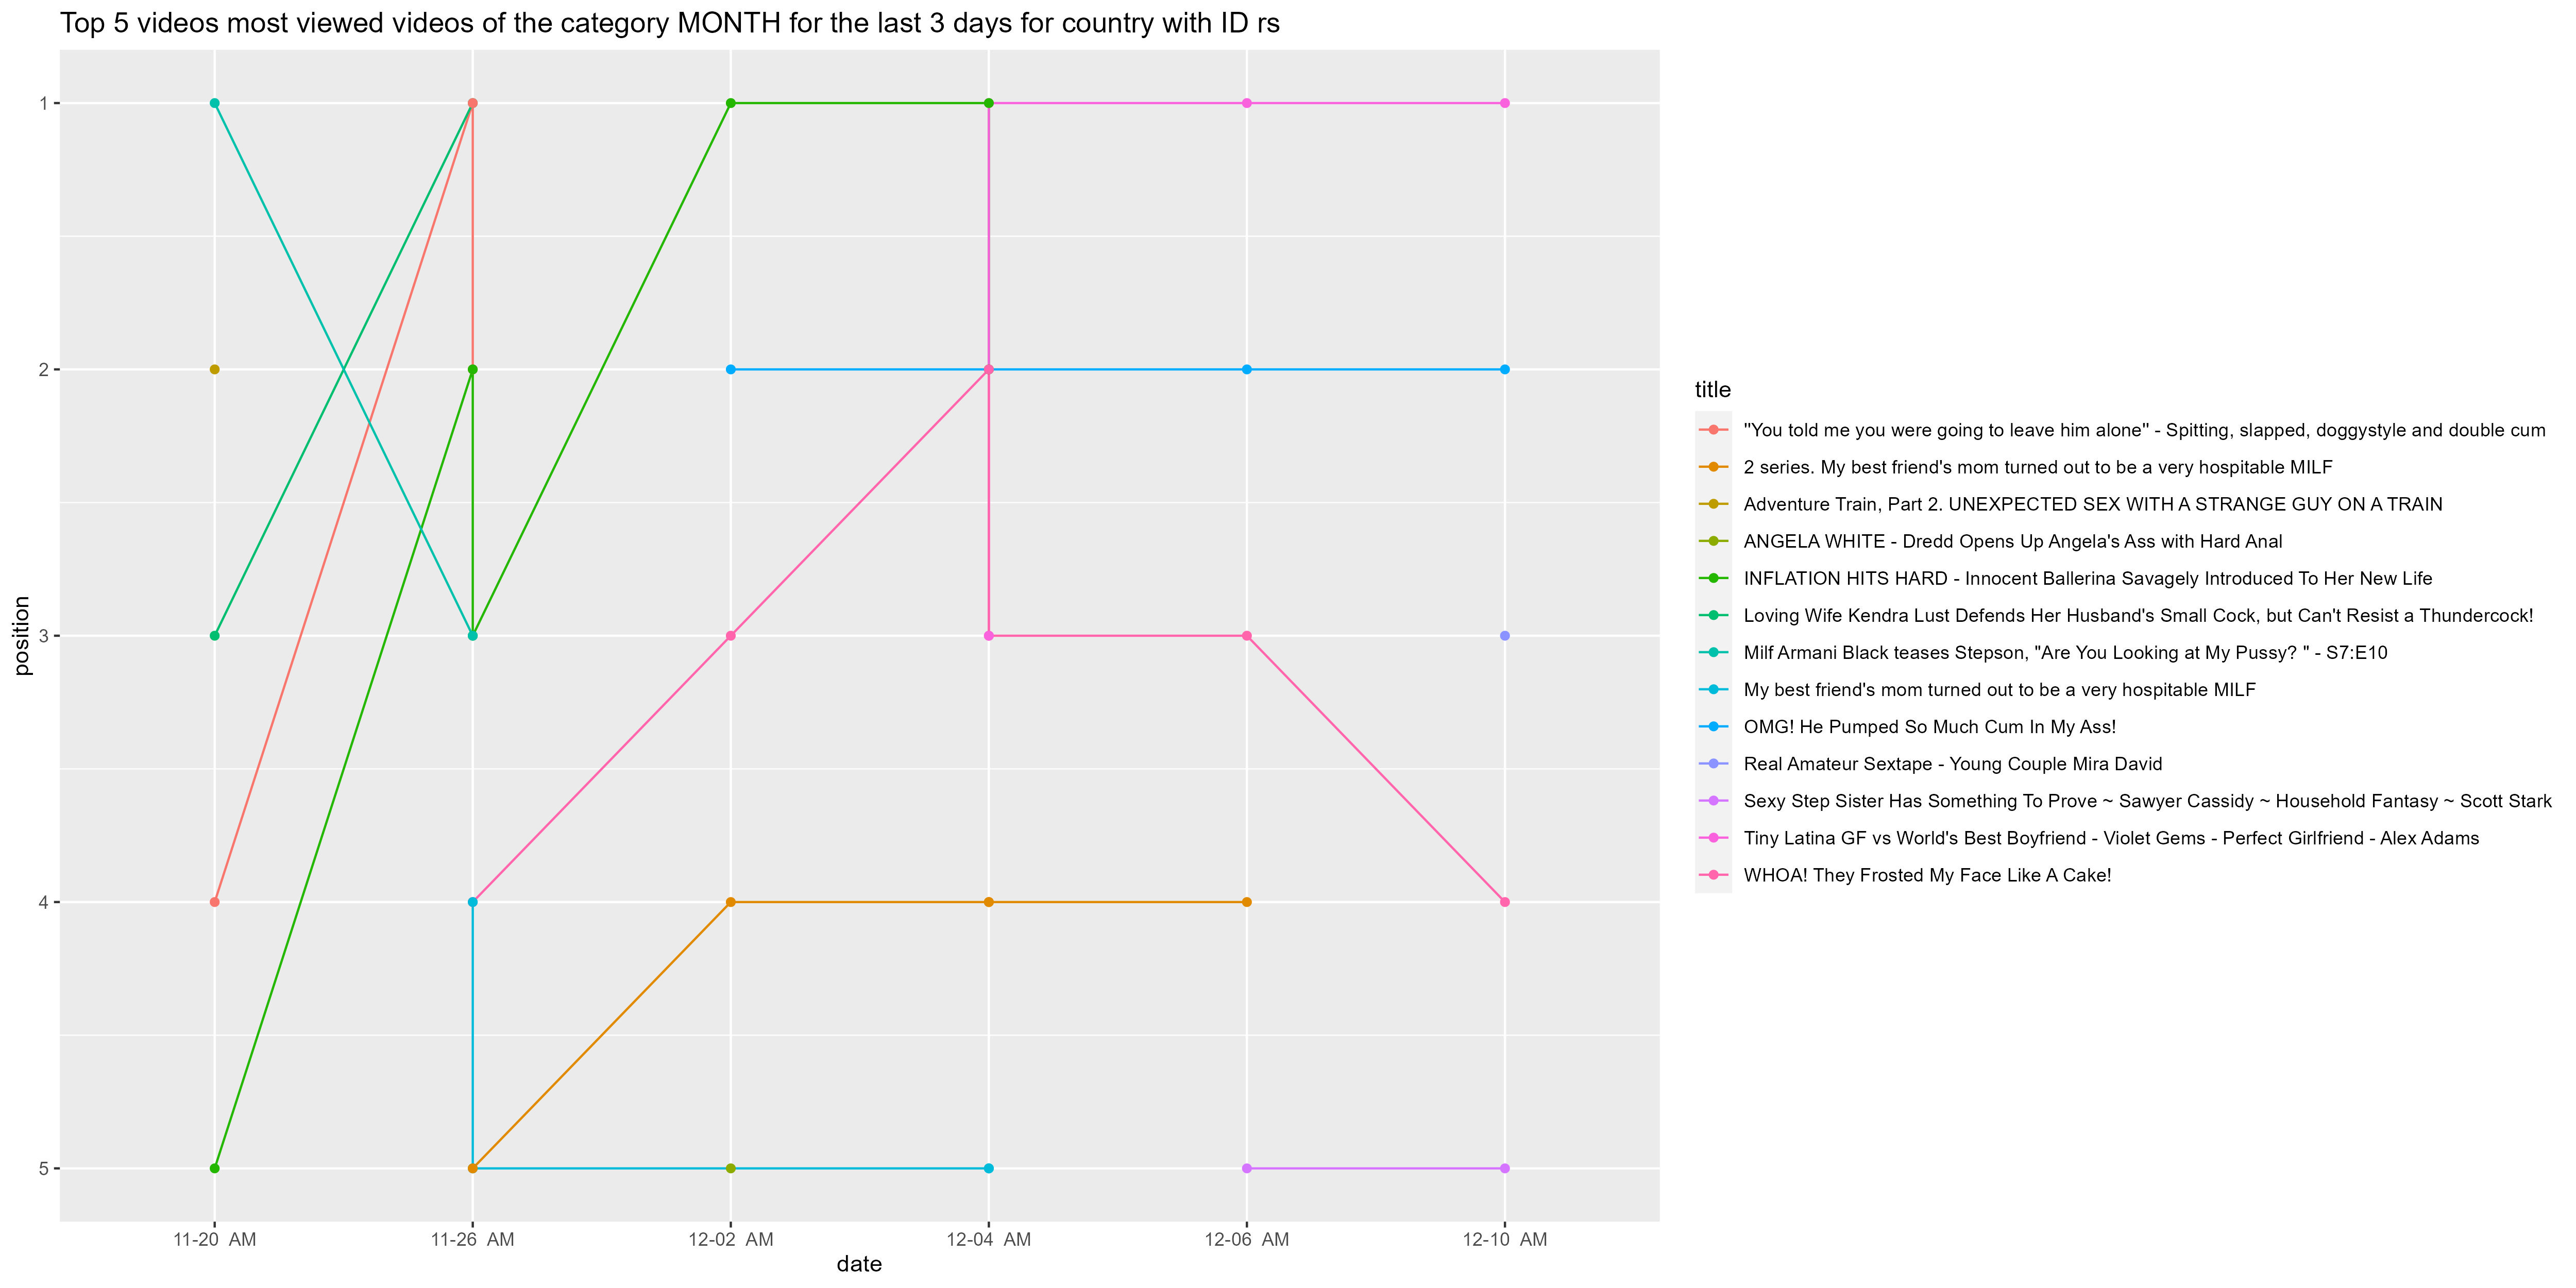 Top 5 videos most viewed videos of the category MONTH for the last 3 days for country with ID rs
1
2
3
4
5
position
11-20 AM
11-26 AM
12-02 AM
12-04 AM
12-06 AM
12-10 AM
date
title
"You told me you were going to leave him alone" - Spitting, slapped, doggystyle and double cum
2 series. My best friend's mom turned out to be a very hospitable MILF
Adventure Train, Part 2. UNEXPECTED SEX WITH A STRANGE GUY ON A TRAIN
ANGELA WHITE - Dredd Opens Up Angela's Ass with Hard Anal
INFLATION HITS HARD - Innocent Ballerina Savagely Introduced To Her New Life
Loving Wife Kendra Lust Defends Her Husband's Small Cock, but Can't Resist a Thundercock!
Milf Armani Black teases Stepson, "Are You Looking at My Pussy? " - S7:E10
My best friend's mom turned out to be a very hospitable MILF
OMG! He Pumped So Much Cum In My Ass!
Real Amateur Sextape - Young Couple Mira David
Sexy Step Sister Has Something To Prove ~ Sawyer Cassidy ~ Household Fantasy ~ Scott Stark
Tiny Latina GF vs World's Best Boyfriend - Violet Gems - Perfect Girlfriend - Alex Adams
WHOA! They Frosted My Face Like A Cake!